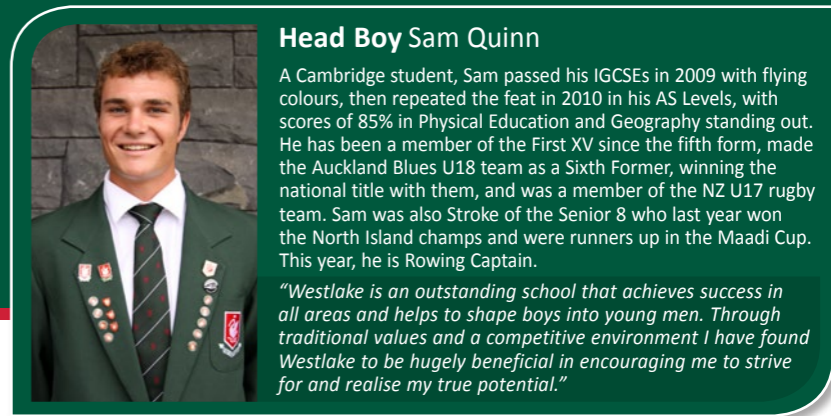 Head Boy Sam Quinn
A Cambridge student, Sam passed his IGCSEs in 2009 with flying
colours, then repeated the feat in 2010 in his AS Levels, with
scores of 85% in Physical Education and Geography standing out.
He has been a member of the First XV since the fifth form, made
the Auckland Blues U18 team as a Sixth Former, winning the
national title with them, and was a member of the NZ U17 rugby
team. Sam was also Stroke of the Senior 8 who last year won
the North Island champs and were runners up in the Maadi Cup.
This year, he is Rowing Captain.
“Westlake is an outstanding school that achieves success in
all areas and helps to shape boys into young men. Through
traditional values and a competitive environment I have found
Westlake to be hugely beneficial in encouraging me to strive
for and realise my true potential.”